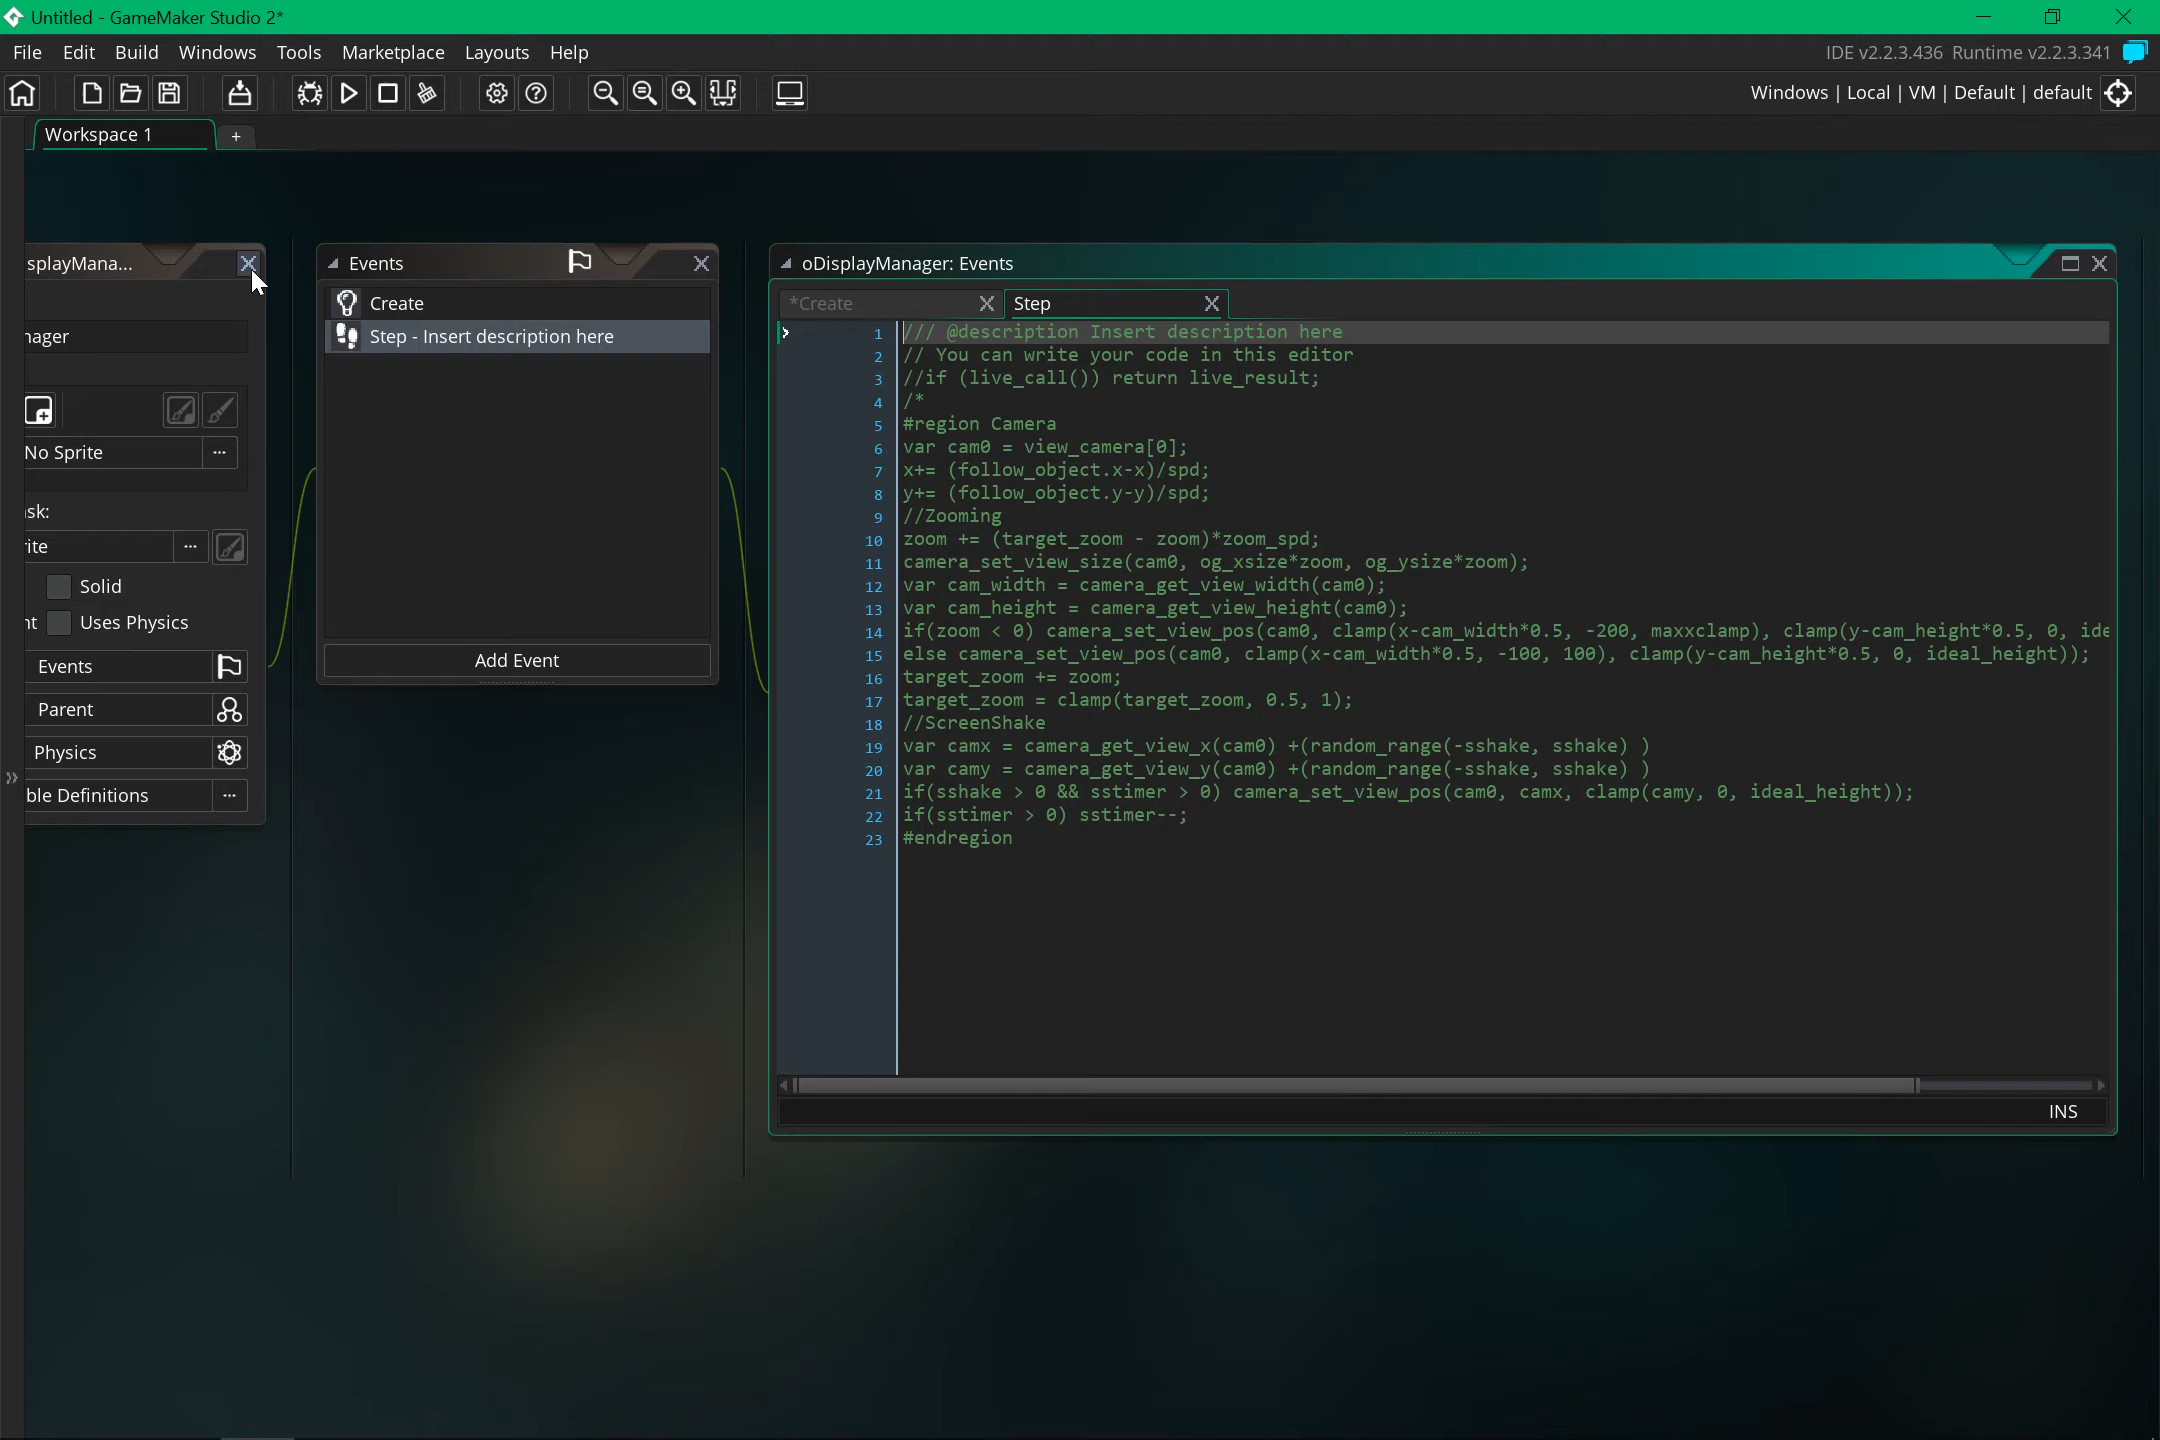 Untitled - GameMaker Studio 2*
File Edit Build Windows Tools Marketplace Layouts Help
IDE v2.2.3.436 Runtime v2.2.3.341
Windows | Local | VM | Default | default
Workspace 1
+
splayMana...
nager
No Sprite
...
sk:
ite
...
Solid
nt
Uses Physics
Events
Parent
Physics
ble Definitions
...
Events
Create
Step - Insert description here
Add Event
oDisplayManager: Events
*Create
Step
1 /// @description Insert description here
2 // You can write your code in this editor
3 //if (live_call()) return live_result;
4 /*
5 #region Camera
6 var cam0 = view_camera[0];
7 x+= (follow_object.x-x)/spd;
8 y+= (follow_object.y-y)/spd;
9 //Zooming
10 zoom += (target_zoom - zoom)*zoom_spd;
11 camera_set_view_size(cam0, og_xsize*zoom, og_ysize*zoom);
12 var cam_width = camera_get_view_width(cam0);
13 var cam_height = camera_get_view_height(cam0);
14 if(zoom < 0) camera_set_view_pos(cam0, clamp(x-cam_width*0.5, -200, maxxclamp), clamp(y-cam_height*0.5, 0, ide
15 else camera_set_view_pos(cam0, clamp(x-cam_width*0.5, -100, 100), clamp(y-cam_height*0.5, 0, ideal_height));
16 target_zoom += zoom;
17 target_zoom = clamp(target_zoom, 0.5, 1);
18 //ScreenShake
19 var camx = camera_get_view_x(cam0) +(random_range(-sshake, sshake) )
20 var camy = camera_get_view_y(cam0) +(random_range(-sshake, sshake) )
21 if(sshake > 0 && sstimer > 0) camera_set_view_pos(cam0, camx, clamp(camy, 0, ideal_height));
22 if(sstimer > 0) sstimer--;
23 #endregion
INS